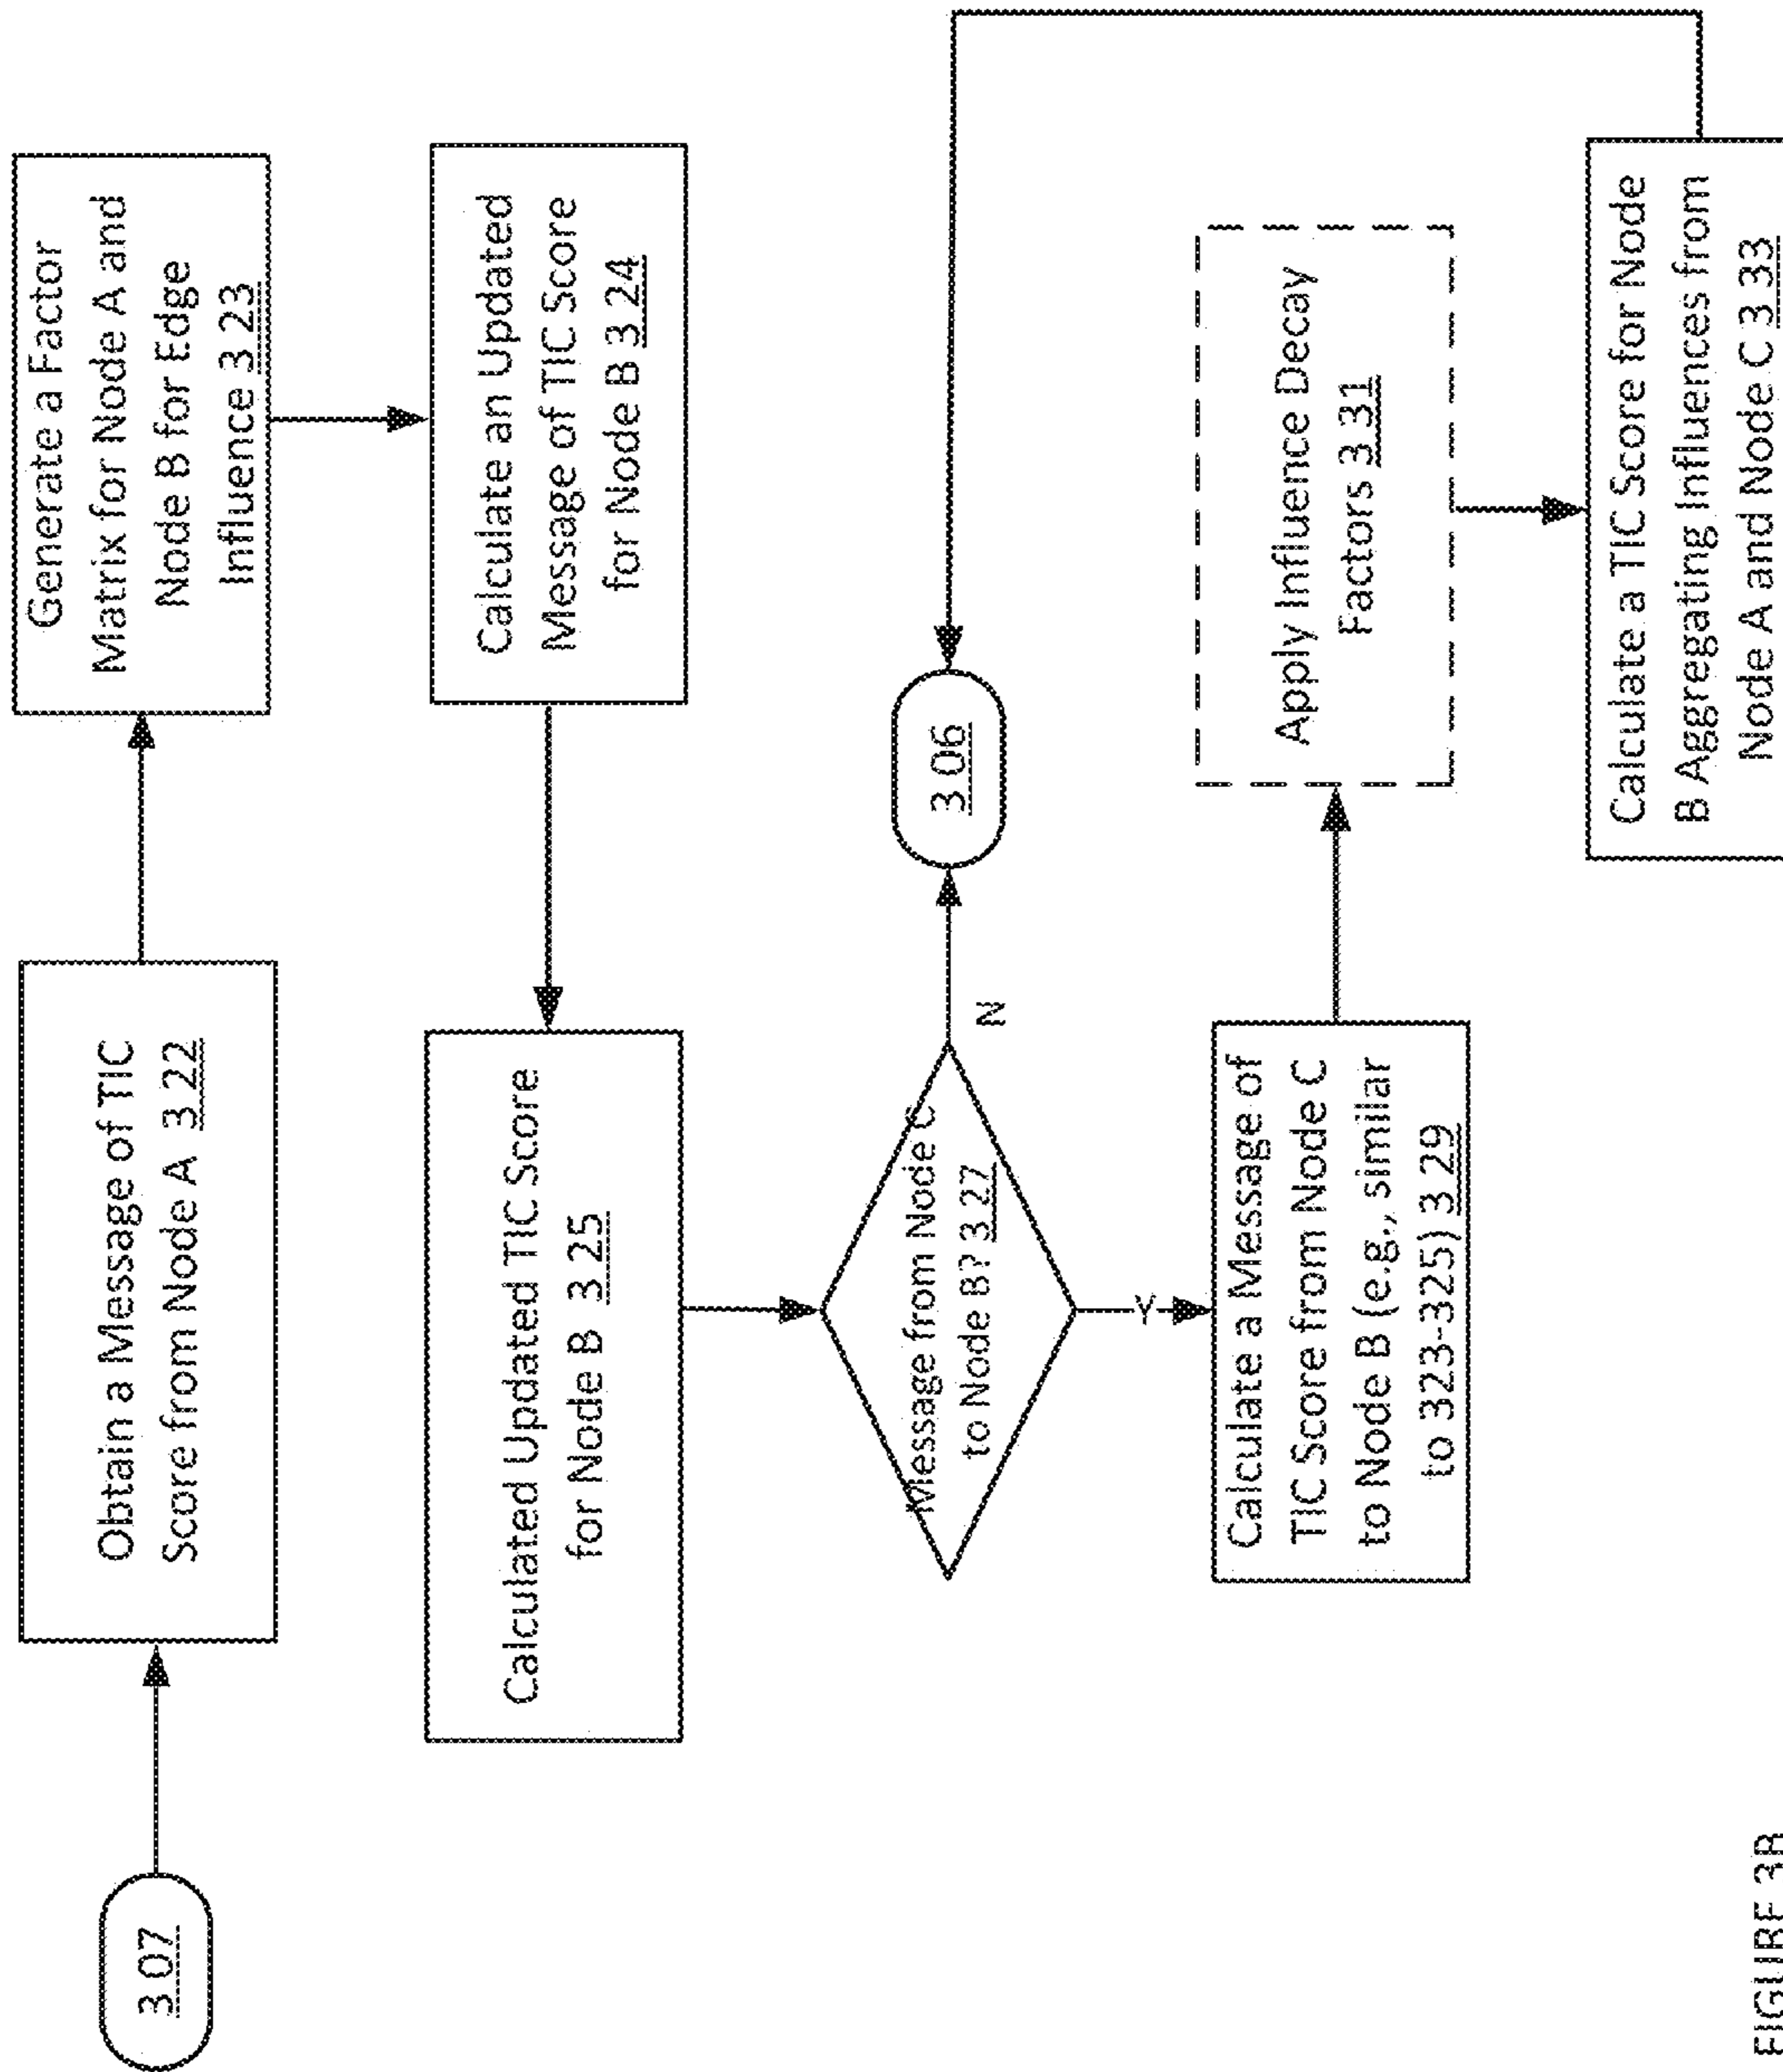 3 07
Obtain a Message of TIC
Score from Node A 3 22
Generate a Factor
Matrix for Node A and
Node B for Edge
Influence 3 23
Calculate an Updated
Message of TIC Score
for Node B 3 24
Calculated Updated TIC Score
for Node B 3 25
Message from Node C
to Node B? 3 27
N
3 06
Y
Calculate a Message of
TIC Score from Node C
to Node B (e.g., similar
to 323-325) 3 29
Apply Influence Decay
Factors 3 31
Calculate a TIC Score for Node
B Aggregating Influences from
Node A and Node C 3 33
FIGURE 3B